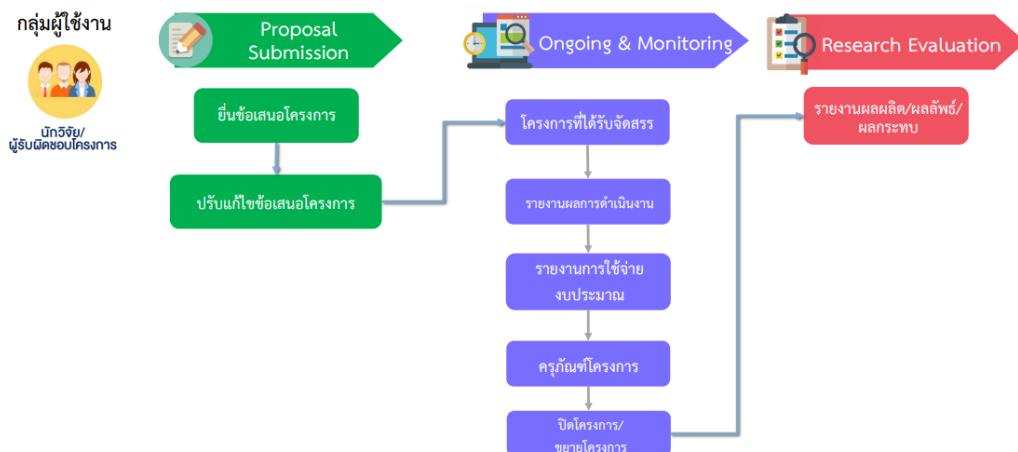 กลุ่มผู้ใช้งาน
นักวิจัย/
ผู้รับผิดชอบโครงการ
Proposal
Submission
ยื่นข้อเสนอโครงการ
ปรับแก้ไขข้อเสนอโครงการ
Ongoing & Monitoring
โครงการที่ได้รับจัดสรร
รายงานผลการดำเนินงาน
รายงานการใช้จ่าย
งบประมาณ
ครุภัณฑ์โครงการ
ปิดโครงการ/
ขยายโครงการ
Research Evaluation
รายงานผลผลิต/ผลลัพธ์/
ผลกระทบ